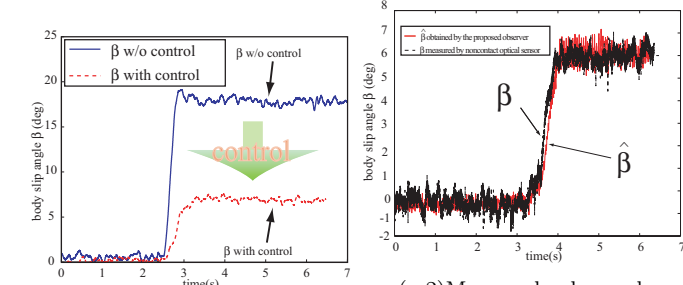 25
20
15
10
5
0
body slip angle β (deg)
β w/o control
β with control
β w/o control
control
β with control
0 1 2 3 4 5 6 7
time(s)
8
7
6
5
4
3
2
1
0
-1
-2
body slip angle β (deg)
β̂ obtained by the proposed observer
β measured by noncontact optical sensor
β
β̂
0 1 2 3 4 5 6 7
time(s)